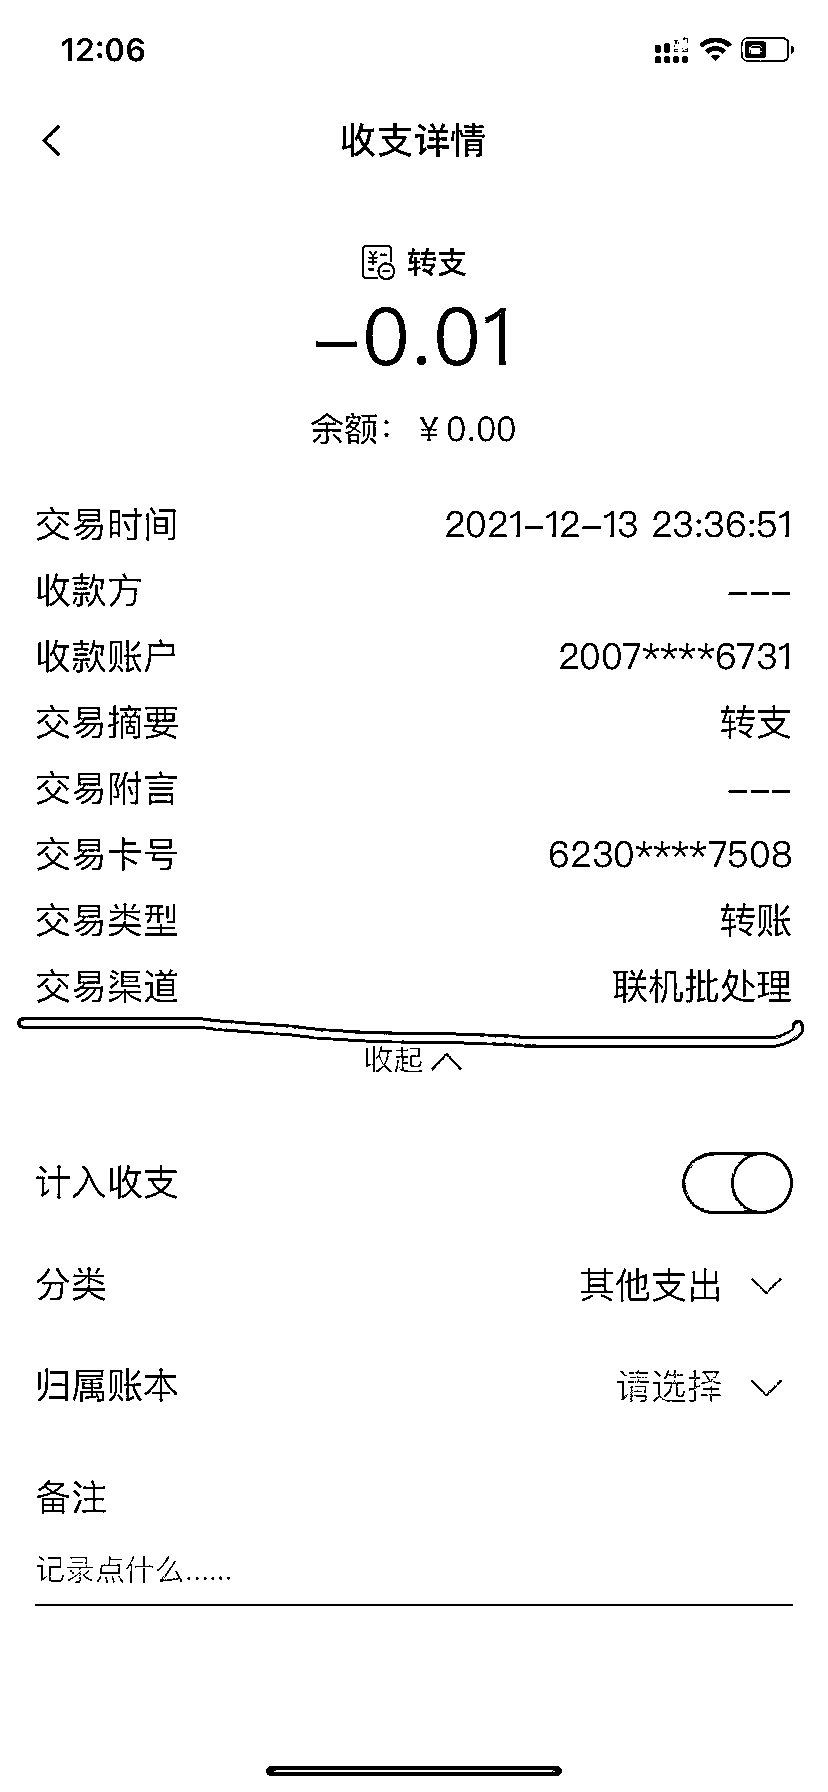 12:06
收支详情
转支
–0.01
余额： ¥0.00
交易时间 2021–12–13 23:36:51
收款方 –––
收款账户 2007****6731
交易摘要 转支
交易附言 –––
交易卡号 6230****7508
交易类型 转账
交易渠道 联机批处理
收起
计入收支
分类 其他支出
归属账本 请选择
备注
记录点什么......